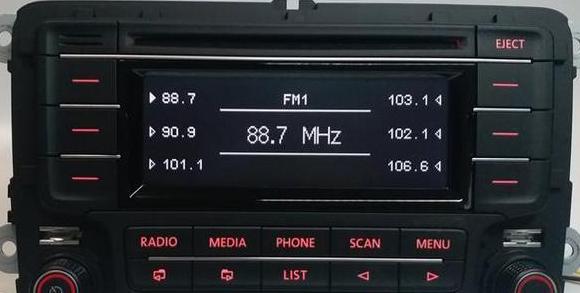 EJECT
88.7 FM1 103.1
90.9 88.7 MHz 102.1
101.1 106.6
RADIO MEDIA PHONE SCAN MENU
LIST